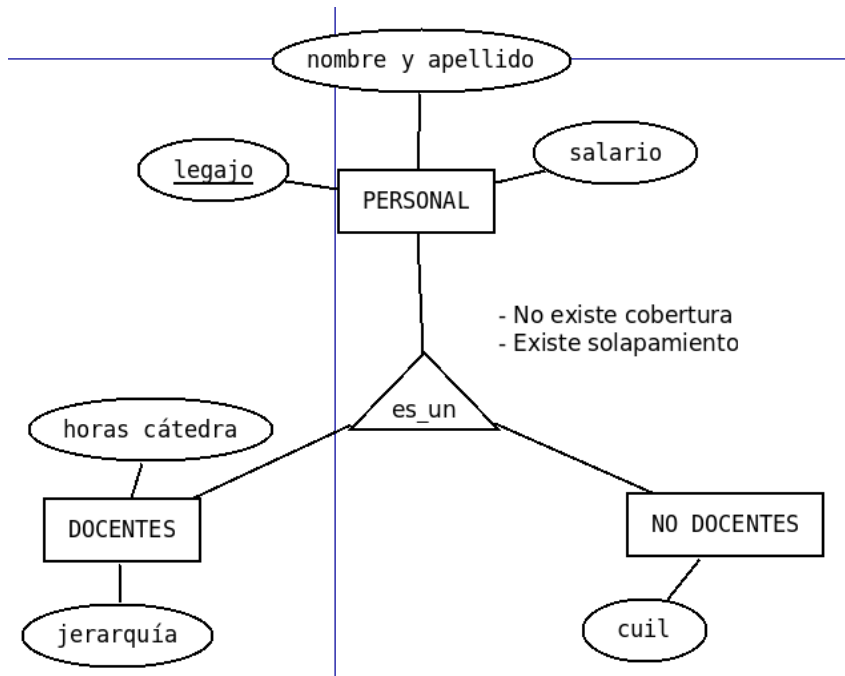 nombre y apellido
legajo
salario
PERSONAL
- No existe cobertura
- Existe solapamiento
es_un
horas cátedra
DOCENTES
NO DOCENTES
jerarquía
cuil